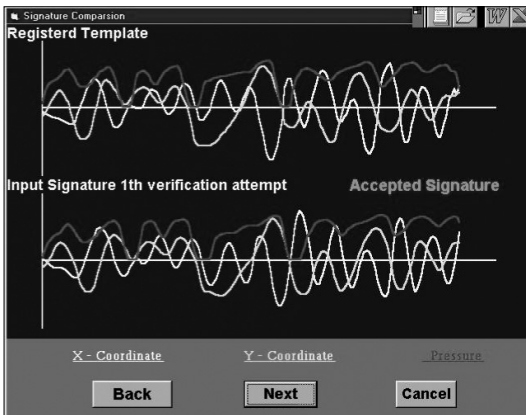 Signature Comparsion
W
Registerd Template
Input Signature 1th verification attempt Accepted Signature
X - Coordinate Y - Coordinate Pressure
Back Next Cancel